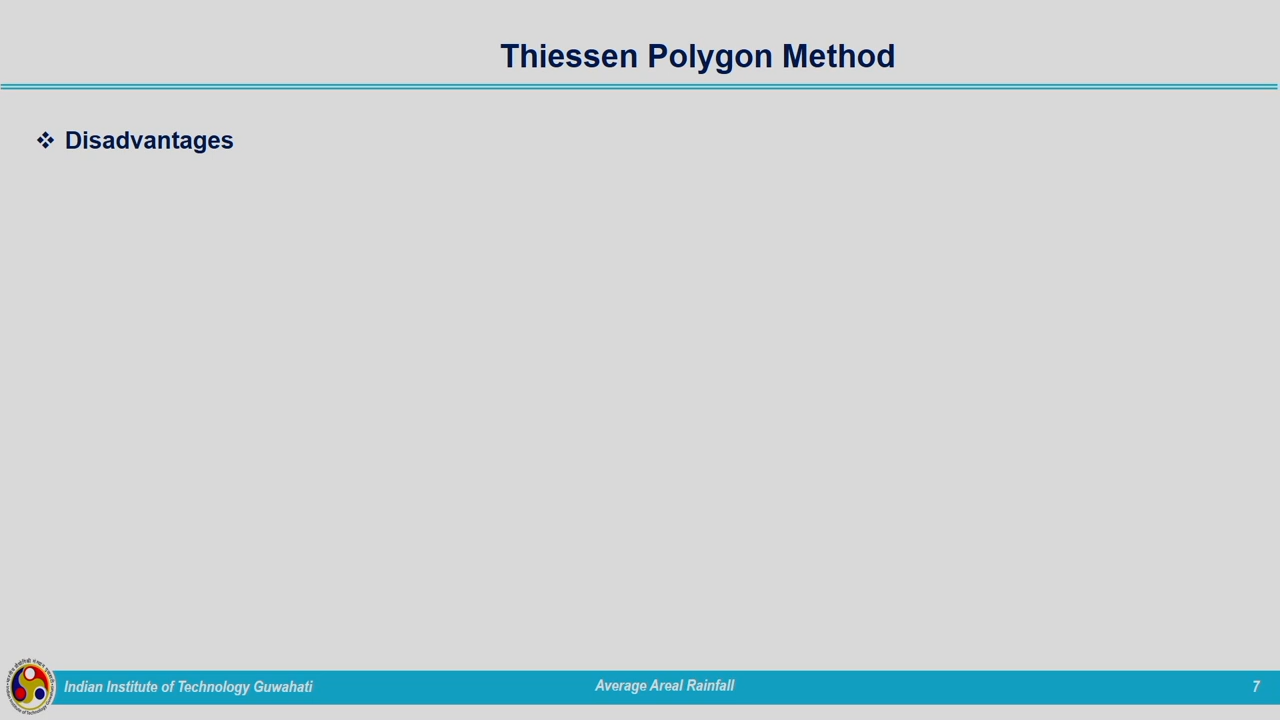 Thiessen Polygon Method
❖ Disadvantages
Indian Institute of Technology Guwahati
Average Areal Rainfall
7